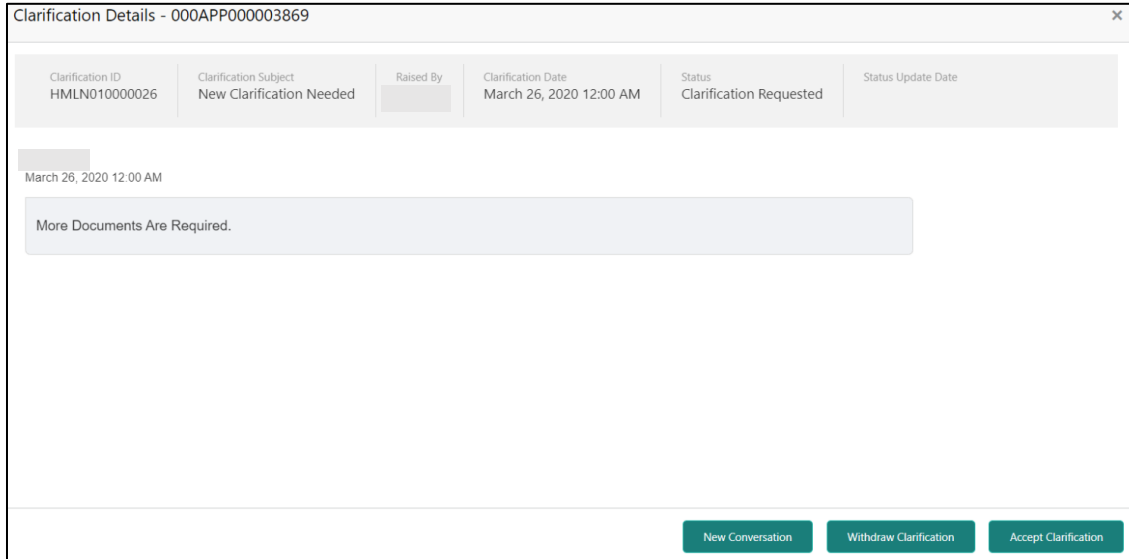 Clarification Details - 000APP000003869 ×
Clarification ID Clarification Subject Raised By Clarification Date Status Status Update Date
HMLN010000026 New Clarification Needed March 26, 2020 12:00 AM Clarification Requested
March 26, 2020 12:00 AM
More Documents Are Required.
New Conversation Withdraw Clarification Accept Clarification